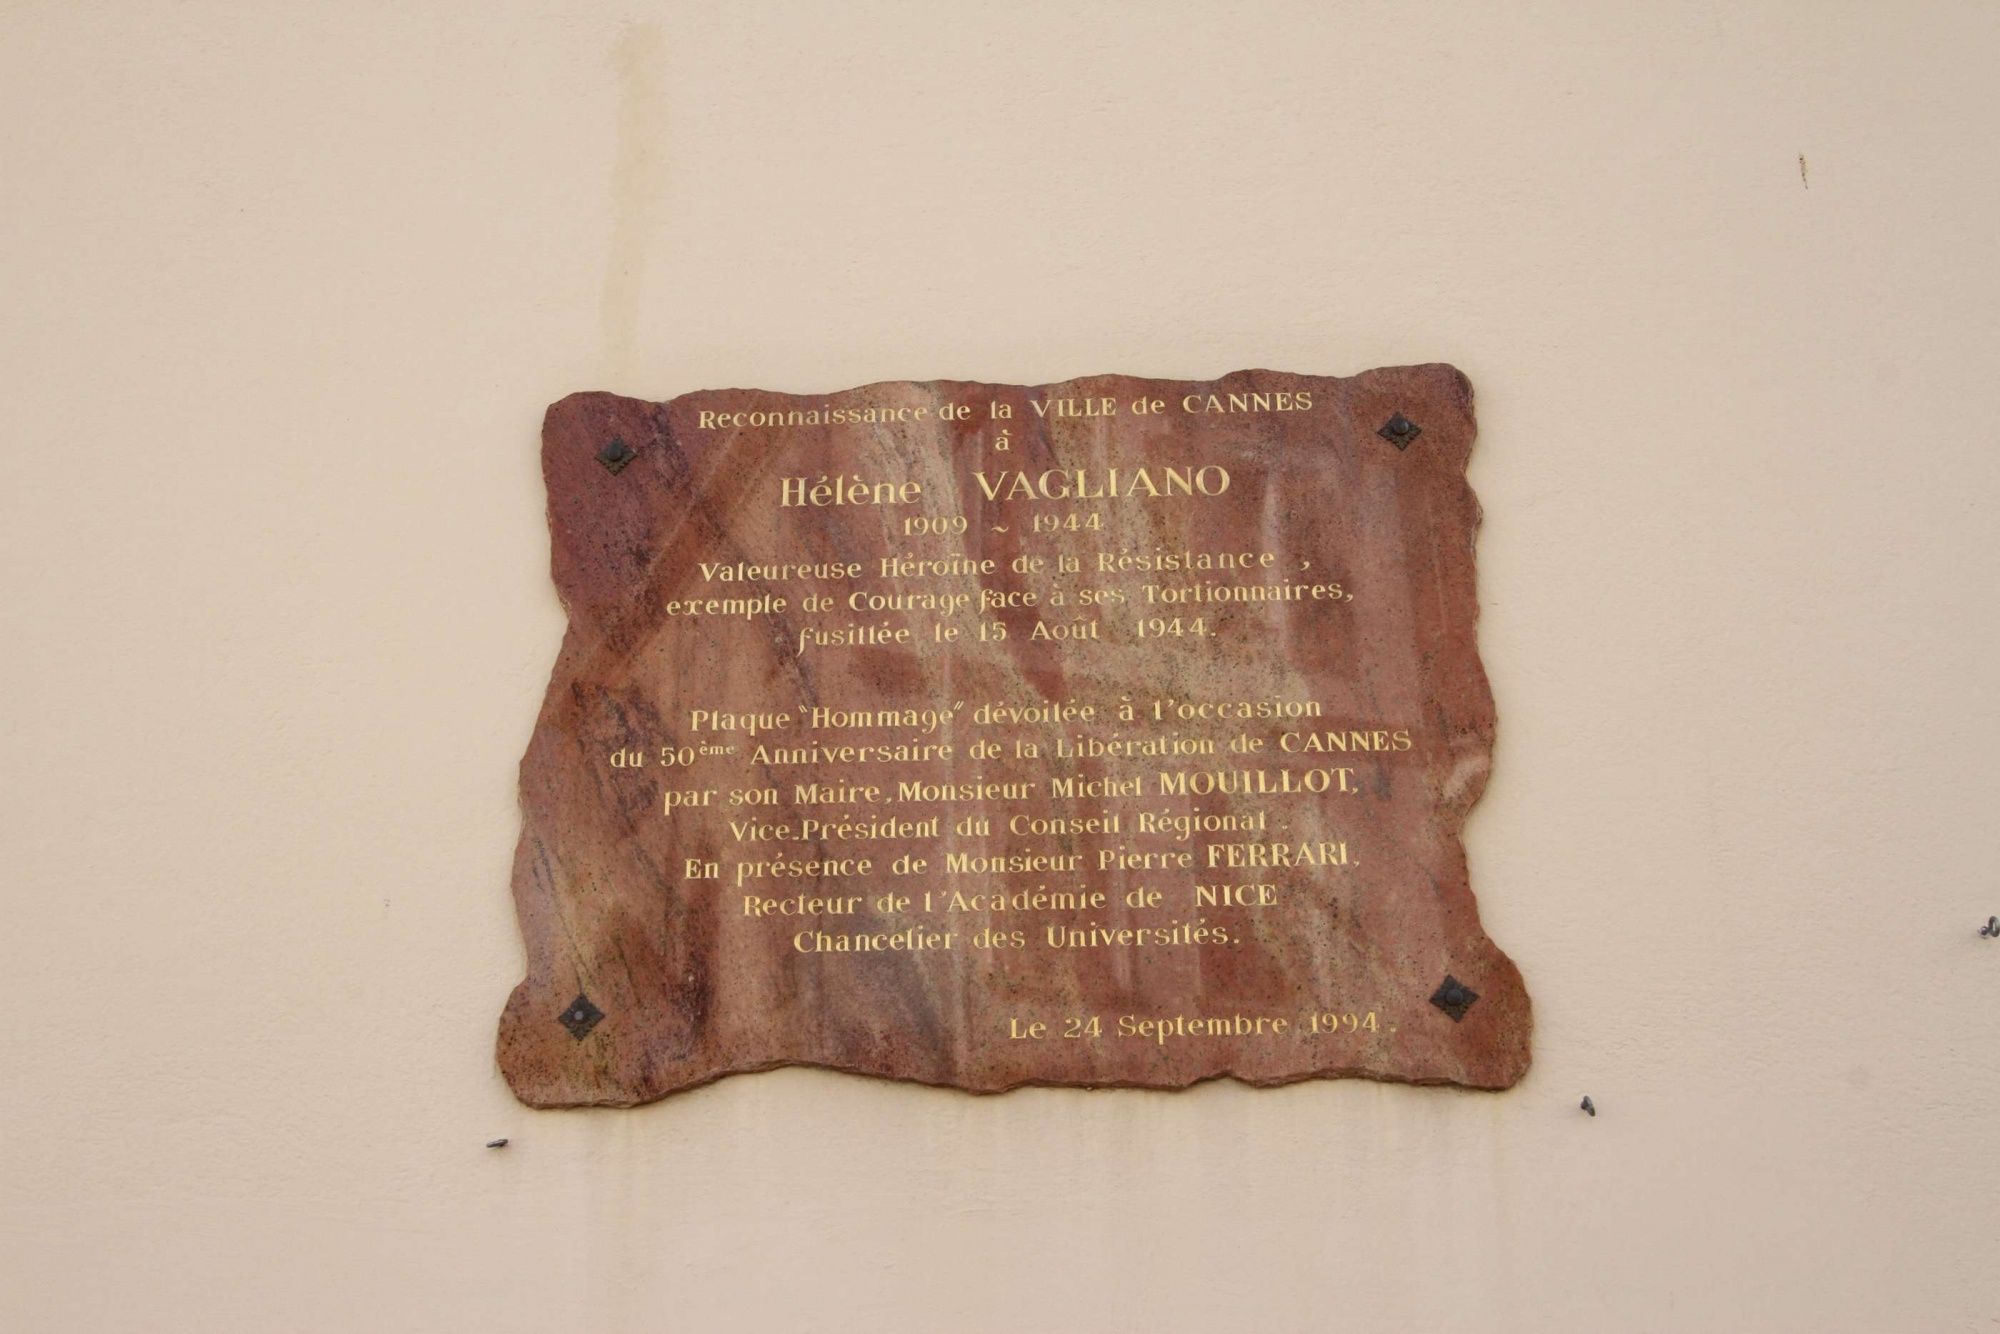 Reconnaissance de la VILLE de CANNES
à
Hélène VAGLIANO
1909 ~ 1944
Valeureuse Héroïne de la Résistance ,
exemple de Courage face à ses Tortionnaires,
fusillée le 15 Août 1944.
Plaque "Hommage" dévoilée à l'occasion
du 50ème Anniversaire de la Libération de CANNES
par son Maire, Monsieur Michel MOUILLOT,
Vice-Président du Conseil Régional.
En présence de Monsieur Pierre FERRARI,
Recteur de l'Académie de NICE
Chancelier des Universités.
Le 24 Septembre 1994.